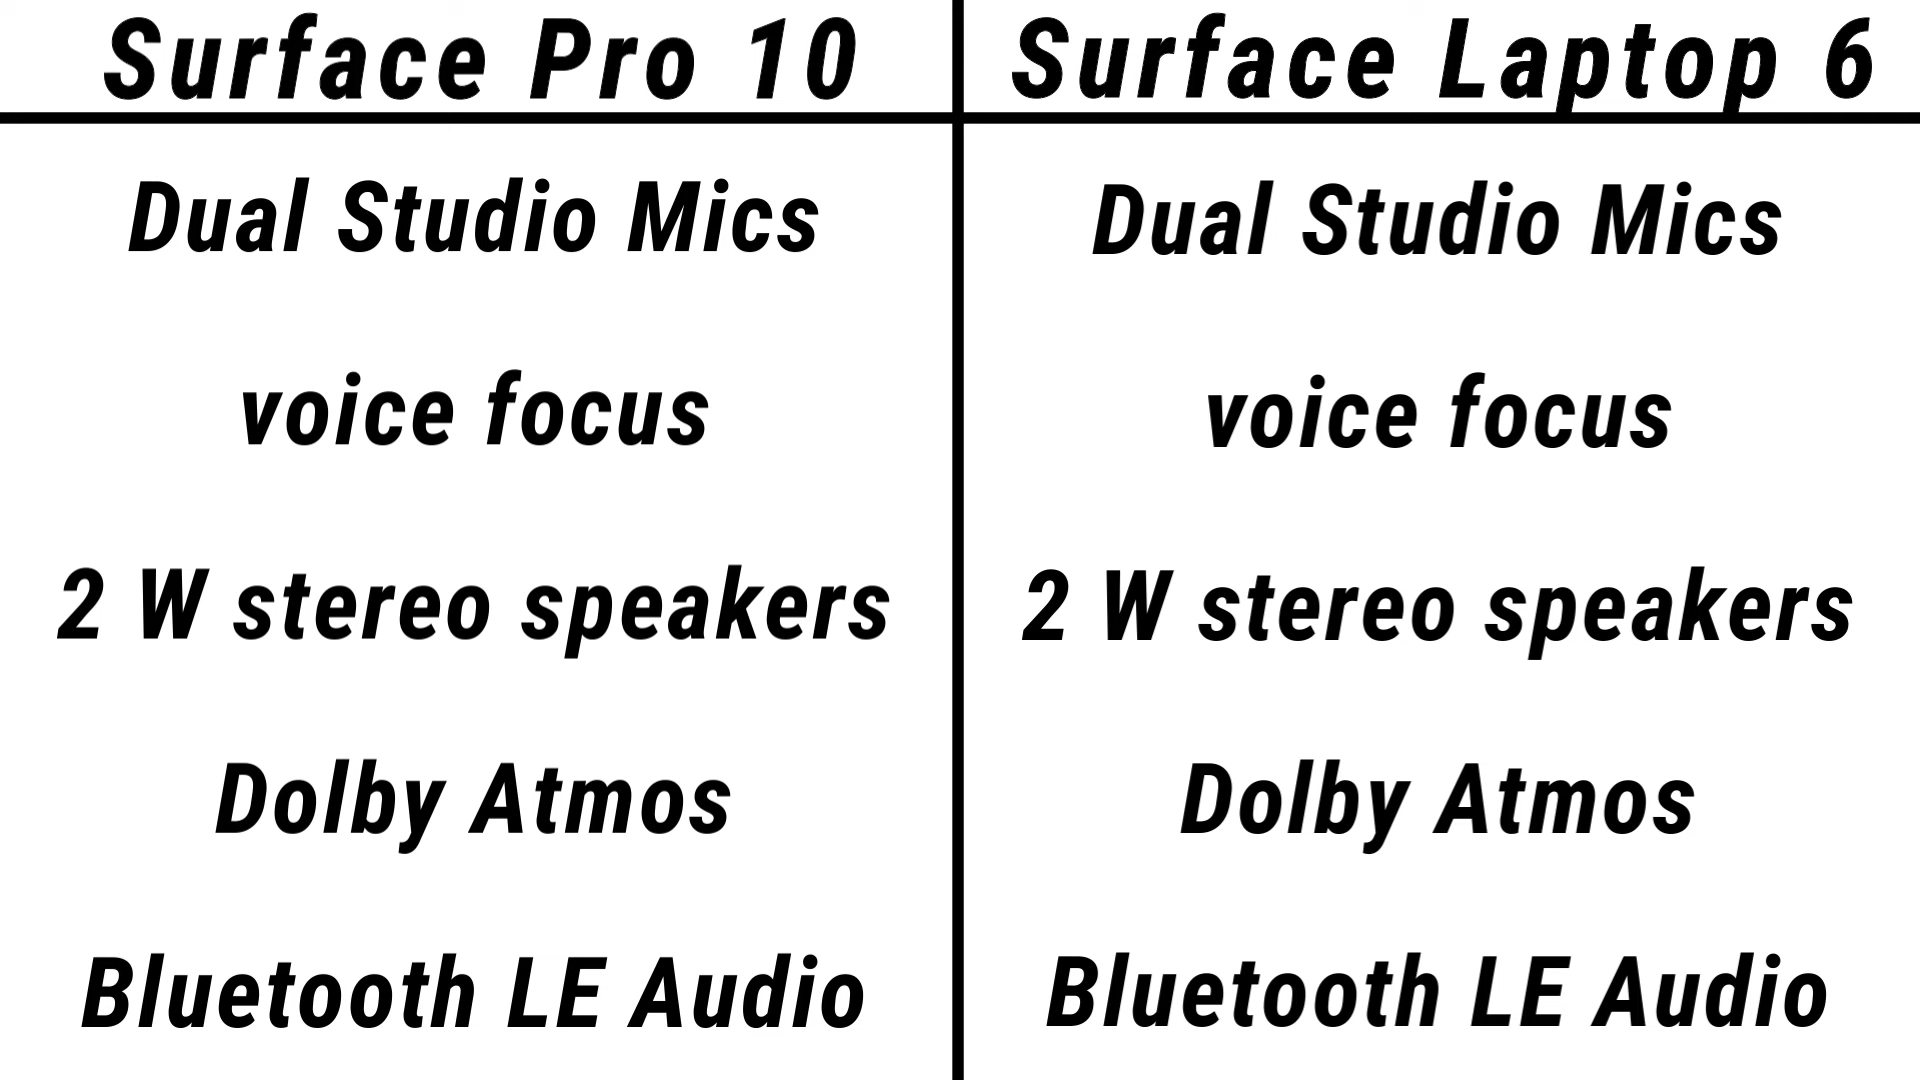 Surface Pro 10
Surface Laptop 6
Dual Studio Mics
Dual Studio Mics
voice focus
voice focus
2 W stereo speakers
2 W stereo speakers
Dolby Atmos
Dolby Atmos
Bluetooth LE Audio
Bluetooth LE Audio